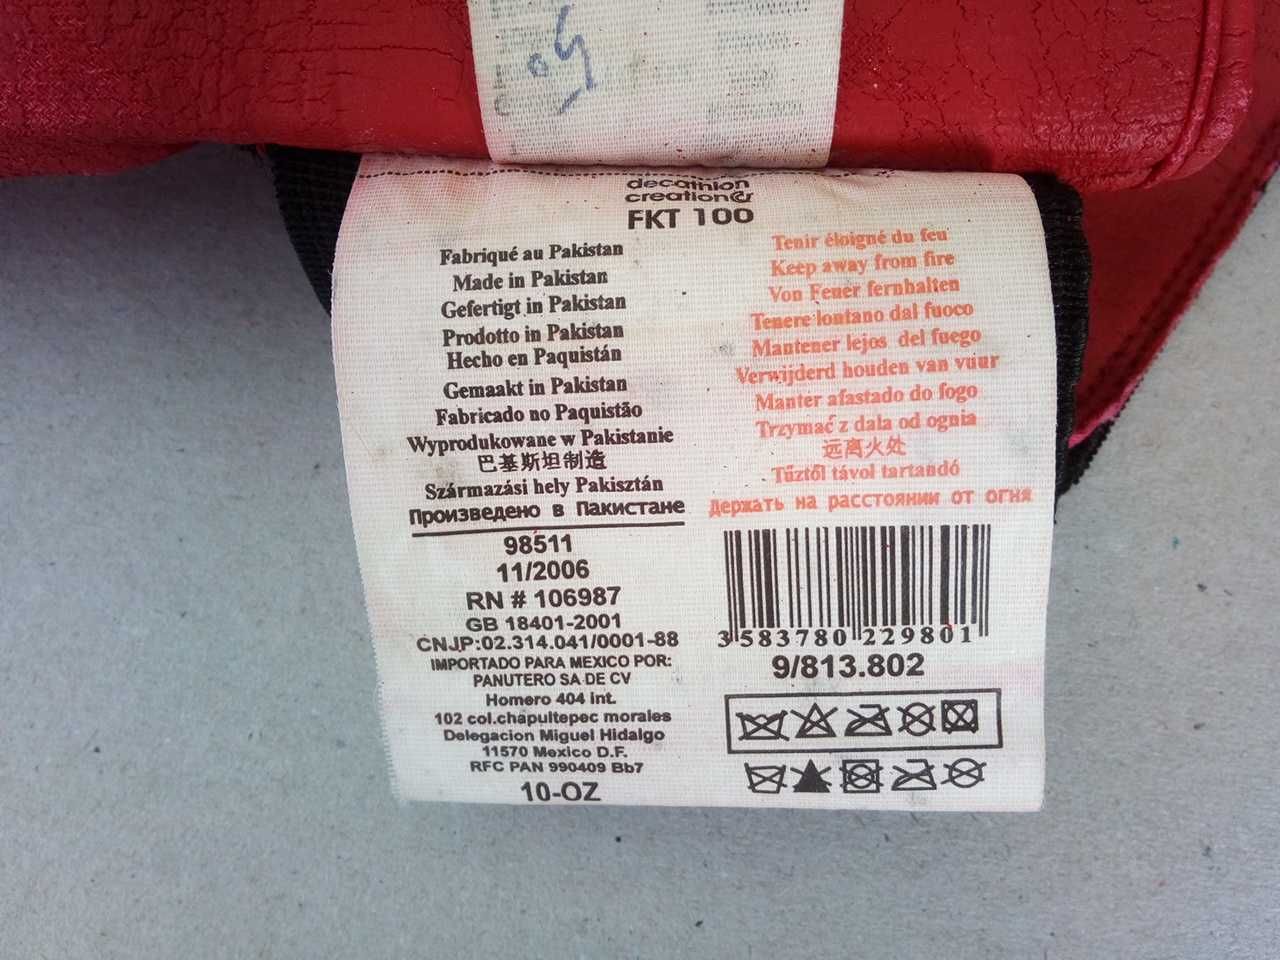 decathlon
creation
FKT 100
Fabriqué au Pakistan
Made in Pakistan
Gefertigt in Pakistan
Prodotto in Pakistan
Hecho en Paquistán
Gemaakt in Pakistan
Fabricado no Paquistão
Wyprodukowane w Pakistanie
巴基斯坦制造
Származási hely Pakisztán
Произведено в Пакистане
98511
11/2006
RN # 106987
GB 18401-2001
CNJP:02.314.041/0001-88
IMPORTADO PARA MEXICO POR:
PANUTERO SA DE CV
Homero 404 int.
102 col.chapultepec morales
Delegacion Miguel Hidalgo
11570 Mexico D.F.
RFC PAN 990409 Bb7
10-OZ
Tenir éloigné du feu
Keep away from fire
Von Feuer fernhalten
Tenere lontano dal fuoco
Mantener lejos del fuego
Verwijderd houden van vuur
Manter afastado do fogo
Trzymać z dala od ognia
远离火处
Tűztől távol tartandó
Держать на расстоянии от огня
3 583780 229801
9/813.802